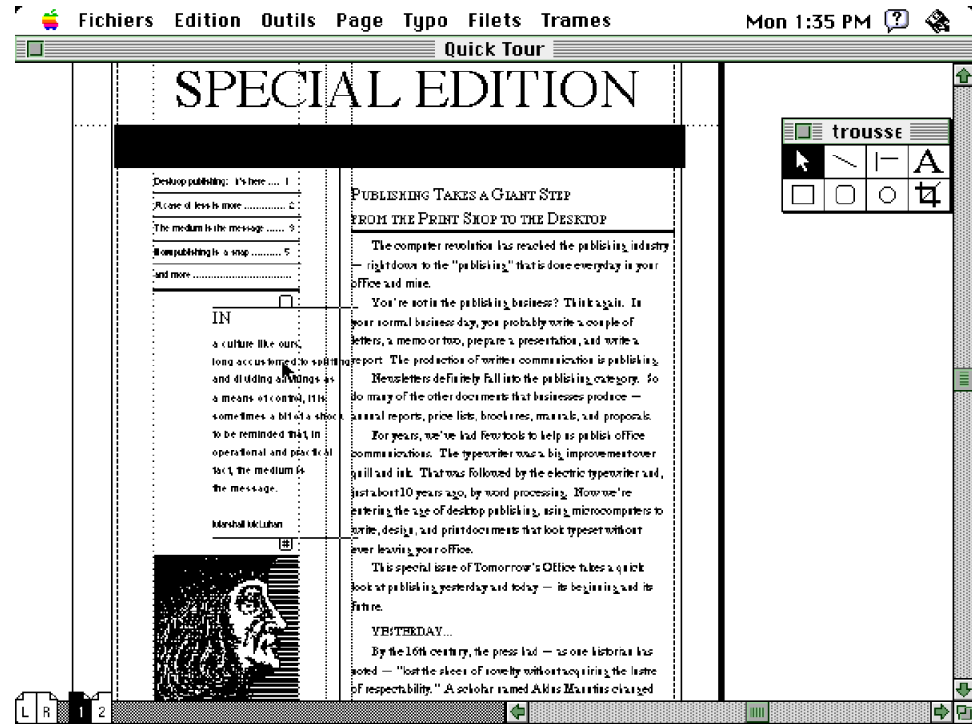 Fichiers Edition Outils Page Typo Filets Trames Mon 1:35 PM
Quick Tour
SPECIAL EDITION
trousse
A
Desktop publishing: It's here .... 1
A case of less is more .............. 2
The medium is the message ...... 3
publishing is a snap .......... 5
and more ..............................
IN
a culture like ours,
long accustomed to splitting
and dividing all things as
a means of control, it is
sometimes a bit of a shock
to be reminded that, in
operational and practical
fact, the medium is
the message.
Marshall McLuhan
#
PUBLISHING TAKES A GIANT STEP
FROM THE PRINT SHOP TO THE DESKTOP
The computer revolution has reached the publishing industry
— right down to the "publishing" that is done everyday in your
office and mine.
You're not in the publishing business? Think again. In
your normal business day, you probably write a couple of
letters, a memo or two, prepare a presentation, and write a
report. The production of written communication is publishing.
Newsletters definitely fall into the publishing category. So
do many of the other documents that businesses produce —
annual reports, price lists, brochures, manuals, and proposals.
For years, we've had few tools to help us publish office
communications. The typewriter was a big improvement over
quill and ink. That was followed by the electric typewriter and,
just about 10 years ago, by word processing. Now we're
entering the age of desktop publishing, using microcomputers to
write, design, and print documents that look typeset without
ever leaving your office.
This special issue of Tomorrow's Office takes a quick
look at publishing yesterday and today — its beginning and its
future.
YESTERDAY...
By the 16th century, the press had — as one historian has
noted — "lost the sheen of novelty without acquiring the lustre
of respectability." A scholar named Aldus Manutius changed
L R 1 2